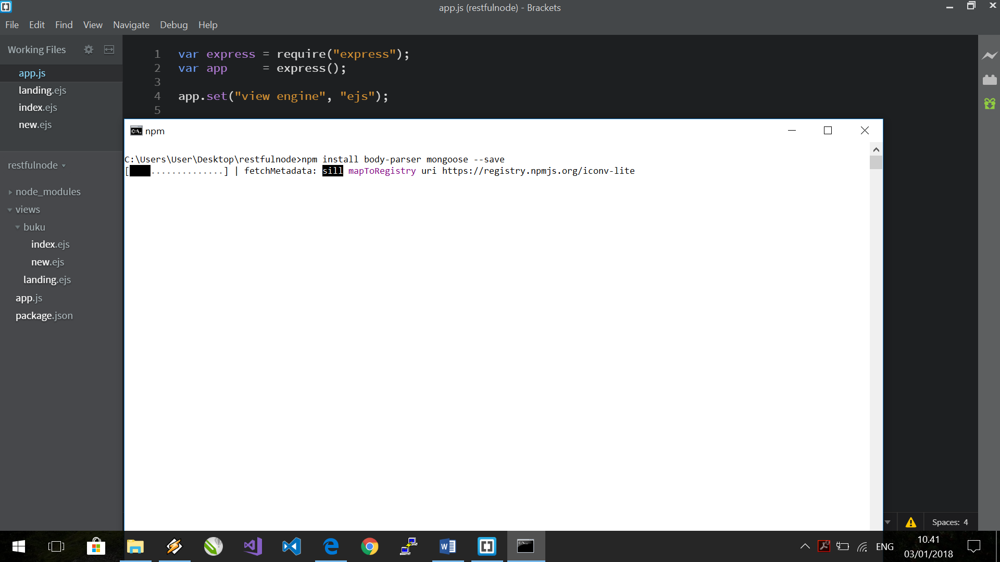 app.js (restfulnode) - Brackets
File Edit Find View Navigate Debug Help
Working Files
app.js
landing.ejs
index.ejs
new.ejs
restfulnode
node_modules
views
buku
index.ejs
new.ejs
landing.ejs
app.js
package.json
1 var express = require("express");
2 var app     = express();
3
4 app.set("view engine", "ejs");
5
npm
C:\Users\User\Desktop\restfulnode>npm install body-parser mongoose --save
[    ..............] | fetchMetadata: sill mapToRegistry uri https://registry.npmjs.org/iconv-lite
Spaces: 4
ENG
10.41
03/01/2018